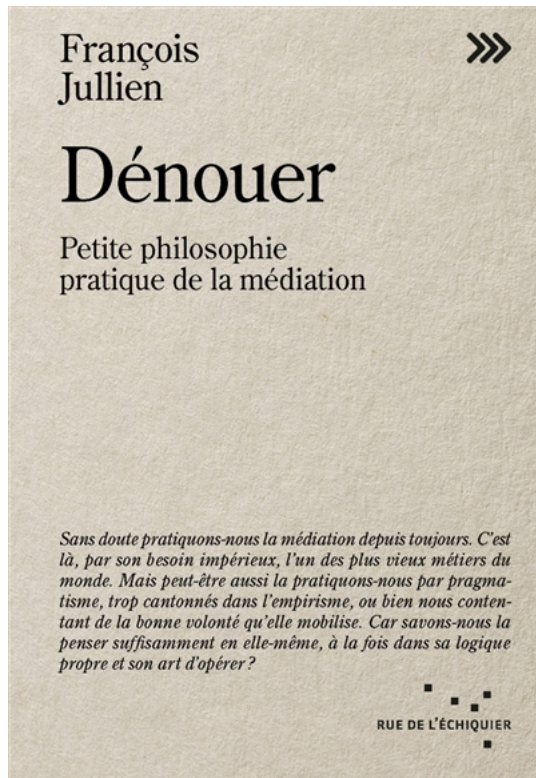 François
Jullien
Dénouer
Petite philosophie
pratique de la médiation
Sans doute pratiquons-nous la médiation depuis toujours. C’est
là, par son besoin impérieux, l’un des plus vieux métiers du
monde. Mais peut-être aussi la pratiquons-nous par pragma-
tisme, trop cantonnés dans l’empirisme, ou bien nous conten-
tant de la bonne volonté qu’elle mobilise. Car savons-nous la
penser suffisamment en elle-même, à la fois dans sa logique
propre et son art d’opérer ?
RUE DE L’ÉCHIQUIER